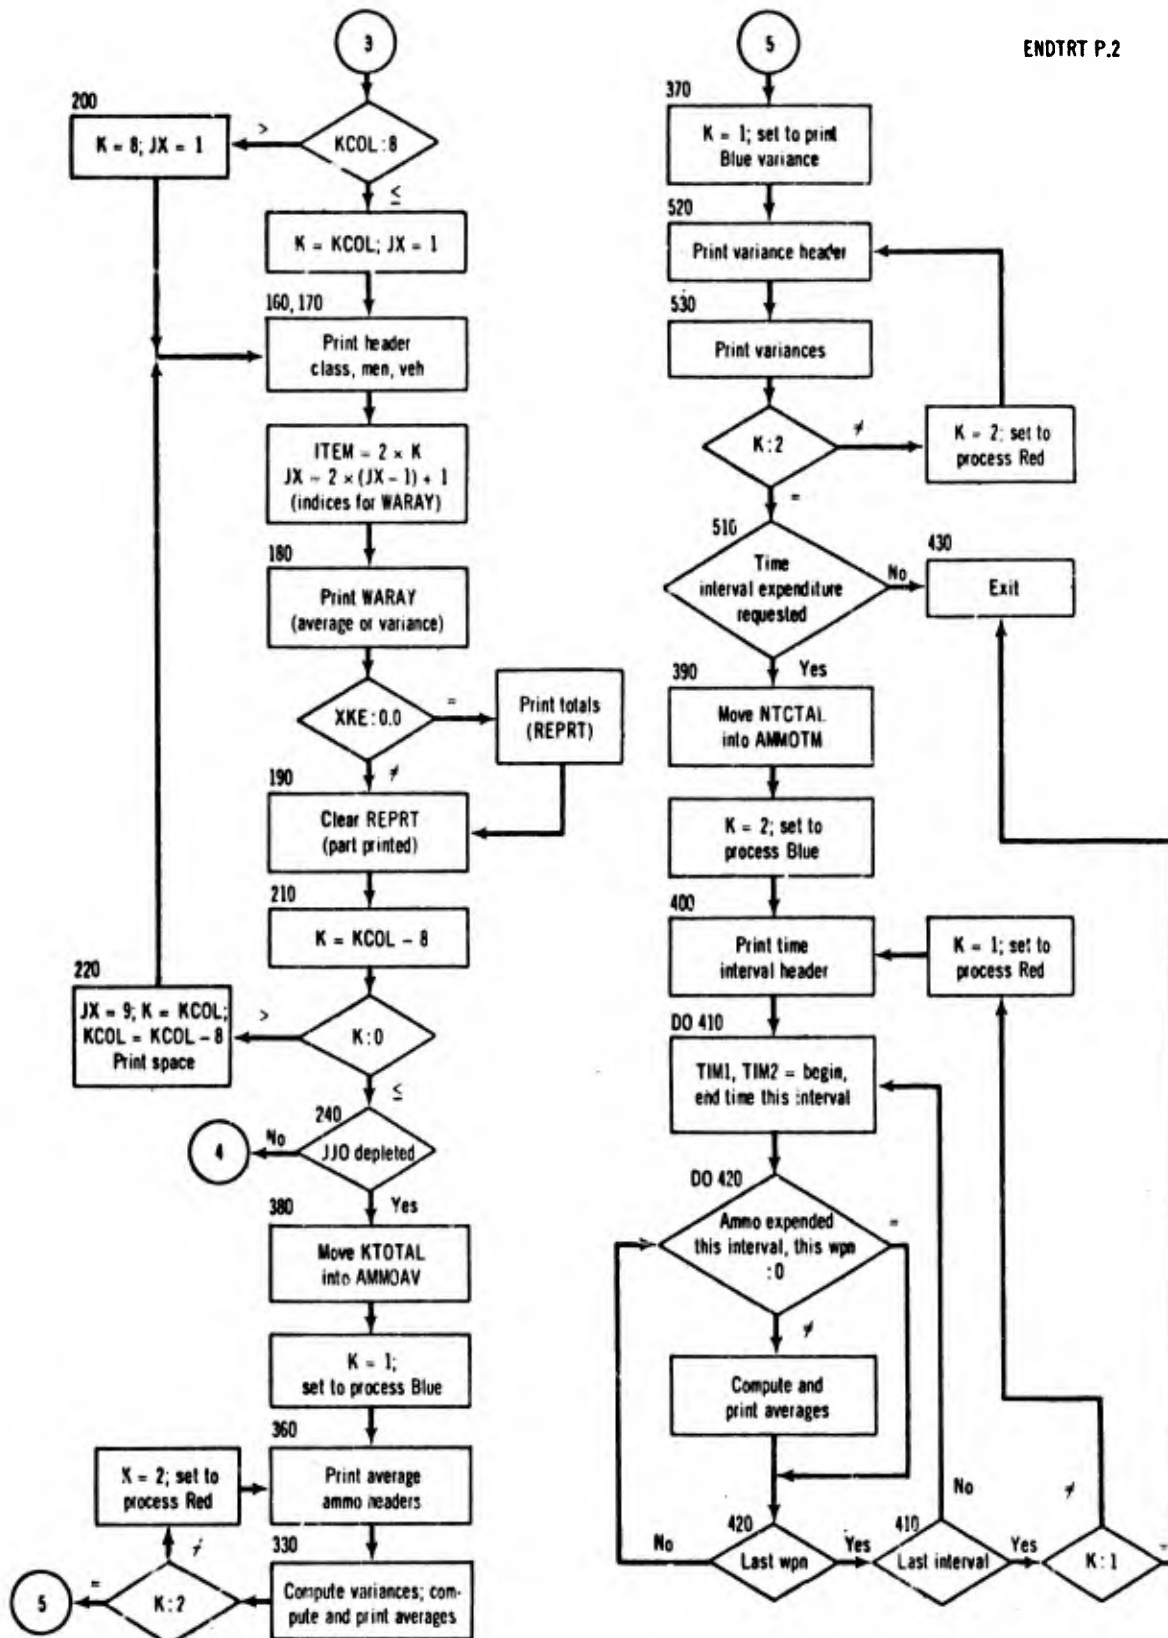 ENDTRT P.2
3
KCOL : 8
>
≤
200
K = 8; JX = 1
K = KCOL; JX = 1
160, 170
Print header
class, men, veh
ITEM = 2 × K
JX = 2 × (JX - 1) + 1
(indices for WARAY)
180
Print WARAY
(average or variance)
XKE : 0.0
=
≠
Print totals
(REPRT)
190
Clear REPRT
(part printed)
210
K = KCOL - 8
K : 0
>
≤
220
JX = 9; K = KCOL;
KCOL = KCOL - 8
Print space
240
JJO depleted
No
Yes
4
380
Move KTOTAL
into AMMOAV
K = 1;
set to process Blue
360
Print average
ammo headers
K = 2; set to
process Red
330
Compute variances; com-
pute and print averages
K : 2
≠
=
5
5
370
K = 1; set to print
Blue variance
520
Print variance header
530
Print variances
K : 2
≠
=
K = 2; set to
process Red
510
Time
interval expenditure
requested
No
Yes
430
Exit
390
Move NTCTAL
into AMMOTM
K = 2; set to
process Blue
400
Print time
interval header
K = 1; set to
process Red
DO 410
TIM1, TIM2 = begin,
end time this interval
DO 420
Ammo expended
this interval, this wpn
:0
=
≠
Compute and
print averages
420
Last wpn
No
Yes
410
Last interval
No
Yes
K : 1
≠
=